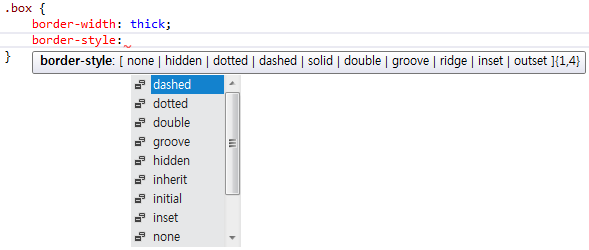 .box {
border-width: thick;
border-style:
}
border-style: [ none | hidden | dotted | dashed | solid | double | groove | ridge | inset | outset ]{1,4}
dashed
dotted
double
groove
hidden
inherit
initial
inset
none